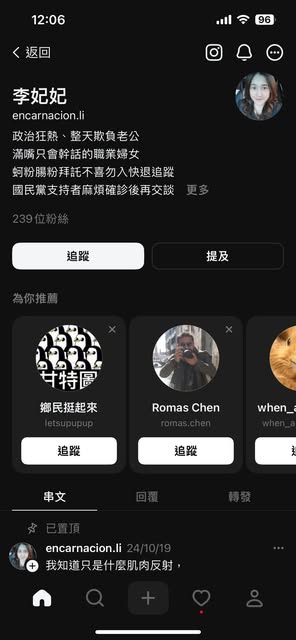 12:06
96
返回
李妃妃
encarnacion.li
政治狂熱、整天欺負老公
滿嘴只會幹話的職業婦女
蚵粉腸粉拜託不喜勿入快退追蹤
國民黨支持者麻煩確診後再交談 更多
239 位粉絲
追蹤
提及
為你推薦
甘特圖
鄉民挺起來
letsupupup
追蹤
Romas Chen
romas.chen
追蹤
when_a
when_a
串文
回覆
轉發
已置頂
encarnacion.li 24/10/19
我知道只是什麼肌肉反射，